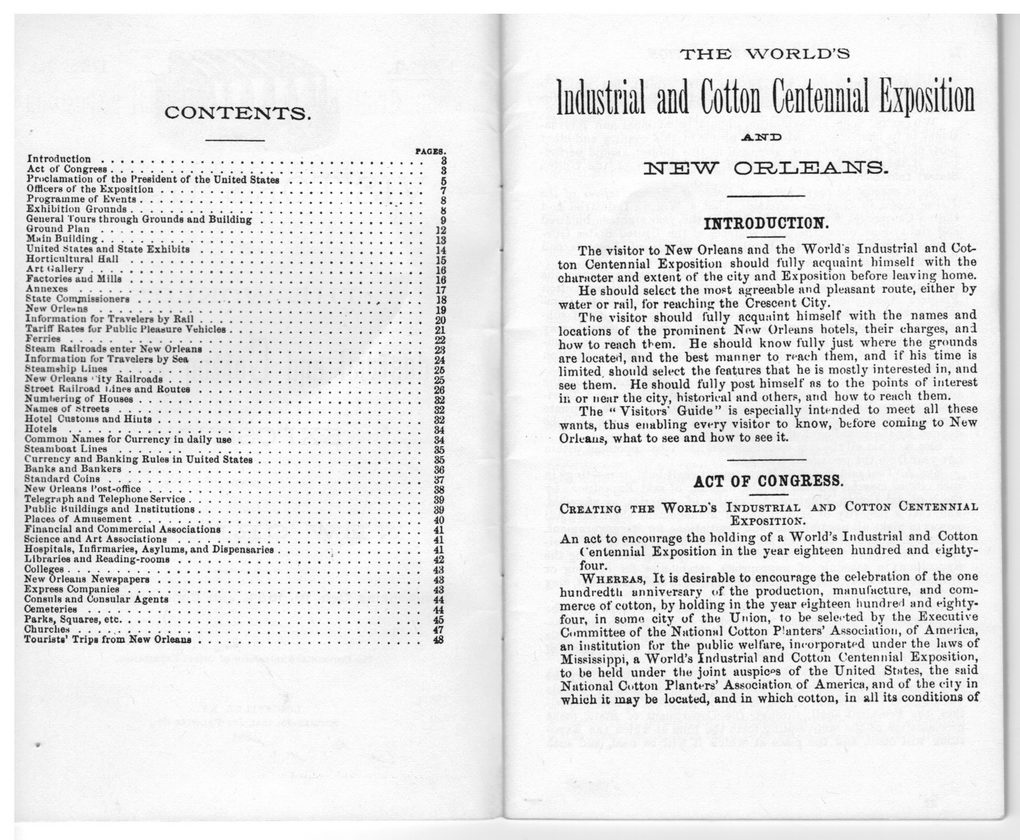 CONTENTS.
PAGES.
Introduction . . . . . 3
Act of Congress . . . . . 3
Proclamation of the President of the United States . . . . . 5
Officers of the Exposition . . . . . 7
Programme of Events . . . . . 8
Exhibition Grounds . . . . . 8
General Tours through Grounds and Building . . . . . 9
Ground Plan . . . . . 12
Main Building . . . . . 13
United States and State Exhibits . . . . . 14
Horticultural Hall . . . . . 15
Art Gallery . . . . . 16
Factories and Mills . . . . . 16
Annexes . . . . . 17
State Commissioners . . . . . 18
New Orleans . . . . . 19
Information for Travelers by Rail . . . . . 20
Tariff Rates for Public Pleasure Vehicles . . . . . 21
Ferries . . . . . 22
Steam Railroads enter New Orleans . . . . . 23
Information for Travelers by Sea . . . . . 24
Steamship Lines . . . . . 25
New Orleans City Railroads . . . . . 25
Street Railroad Lines and Routes . . . . . 26
Numbering of Houses . . . . . 32
Names of Streets . . . . . 32
Hotel Customs and Hints . . . . . 32
Hotels . . . . . 34
Common Names for Currency in daily use . . . . . 34
Steamboat Lines . . . . . 35
Currency and Banking Rules in United States . . . . . 35
Banks and Bankers . . . . . 36
Standard Coins . . . . . 37
New Orleans Post-office . . . . . 38
Telegraph and Telephone Service . . . . . 39
Public Buildings and Institutions . . . . . 39
Places of Amusement . . . . . 40
Financial and Commercial Associations . . . . . 41
Science and Art Associations . . . . . 41
Hospitals, Infirmaries, Asylums, and Dispensaries . . . . . 41
Libraries and Reading-rooms . . . . . 42
Colleges . . . . . 43
New Orleans Newspapers . . . . . 43
Express Companies . . . . . 43
Consuls and Consular Agents . . . . . 44
Cemeteries . . . . . 44
Parks, Squares, etc. . . . . . 45
Churches . . . . . 47
Tourists' Trips from New Orleans . . . . . 48
THE WORLD'S
Industrial and Cotton Centennial Exposition
AND
NEW ORLEANS.
INTRODUCTION.
The visitor to New Orleans and the World's Industrial and Cot-
ton Centennial Exposition should fully acquaint himself with the
character and extent of the city and Exposition before leaving home.
He should select the most agreeable and pleasant route, either by
water or rail, for reaching the Crescent City.
The visitor should fully acquaint himself with the names and
locations of the prominent New Orleans hotels, their charges, and
how to reach them. He should know fully just where the grounds
are located, and the best manner to reach them, and if his time is
limited should select the features that he is mostly interested in, and
see them. He should fully post himself as to the points of interest
in or near the city, historical and others, and how to reach them.
The "Visitors' Guide" is especially intended to meet all these
wants, thus enabling every visitor to know, before coming to New
Orleans, what to see and how to see it.
ACT OF CONGRESS.
CREATING THE WORLD'S INDUSTRIAL AND COTTON CENTENNIAL
EXPOSITION.
An act to encourage the holding of a World's Industrial and Cotton
Centennial Exposition in the year eighteen hundred and eighty-
four.
WHEREAS, It is desirable to encourage the celebration of the one
hundredth anniversary of the production, manufacture, and com-
merce of cotton, by holding in the year eighteen hundred and eighty-
four, in some city of the Union, to be selected by the Executive
Committee of the National Cotton Planters' Association, of America,
an institution for the public welfare, incorporated under the laws of
Mississippi, a World's Industrial and Cotton Centennial Exposition,
to be held under the joint auspices of the United States, the said
National Cotton Planters' Association of America, and of the city in
which it may be located, and in which cotton, in all its conditions of